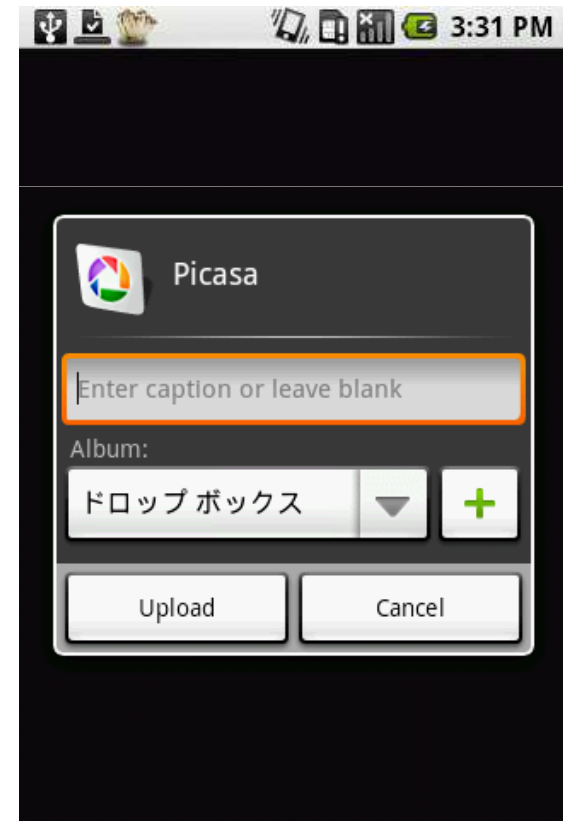 3:31 PM
Picasa
Enter caption or leave blank
Album:
ドロップ ボックス
Upload
Cancel